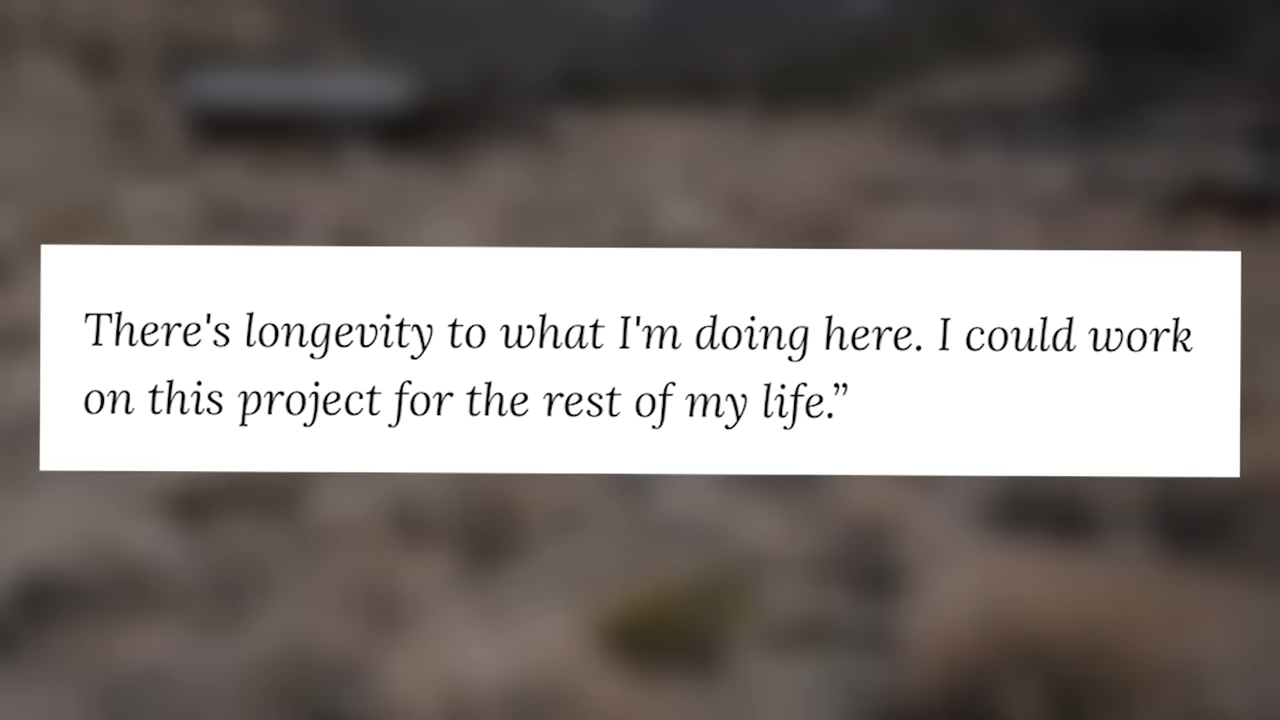 There's longevity to what I'm doing here. I could work
on this project for the rest of my life.”